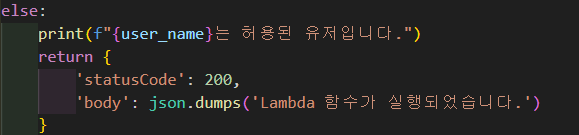 else:
    print(f"{user_name}는 허용된 유저입니다.")
    return {
        'statusCode': 200,
        'body': json.dumps('Lambda 함수가 실행되었습니다.')
    }